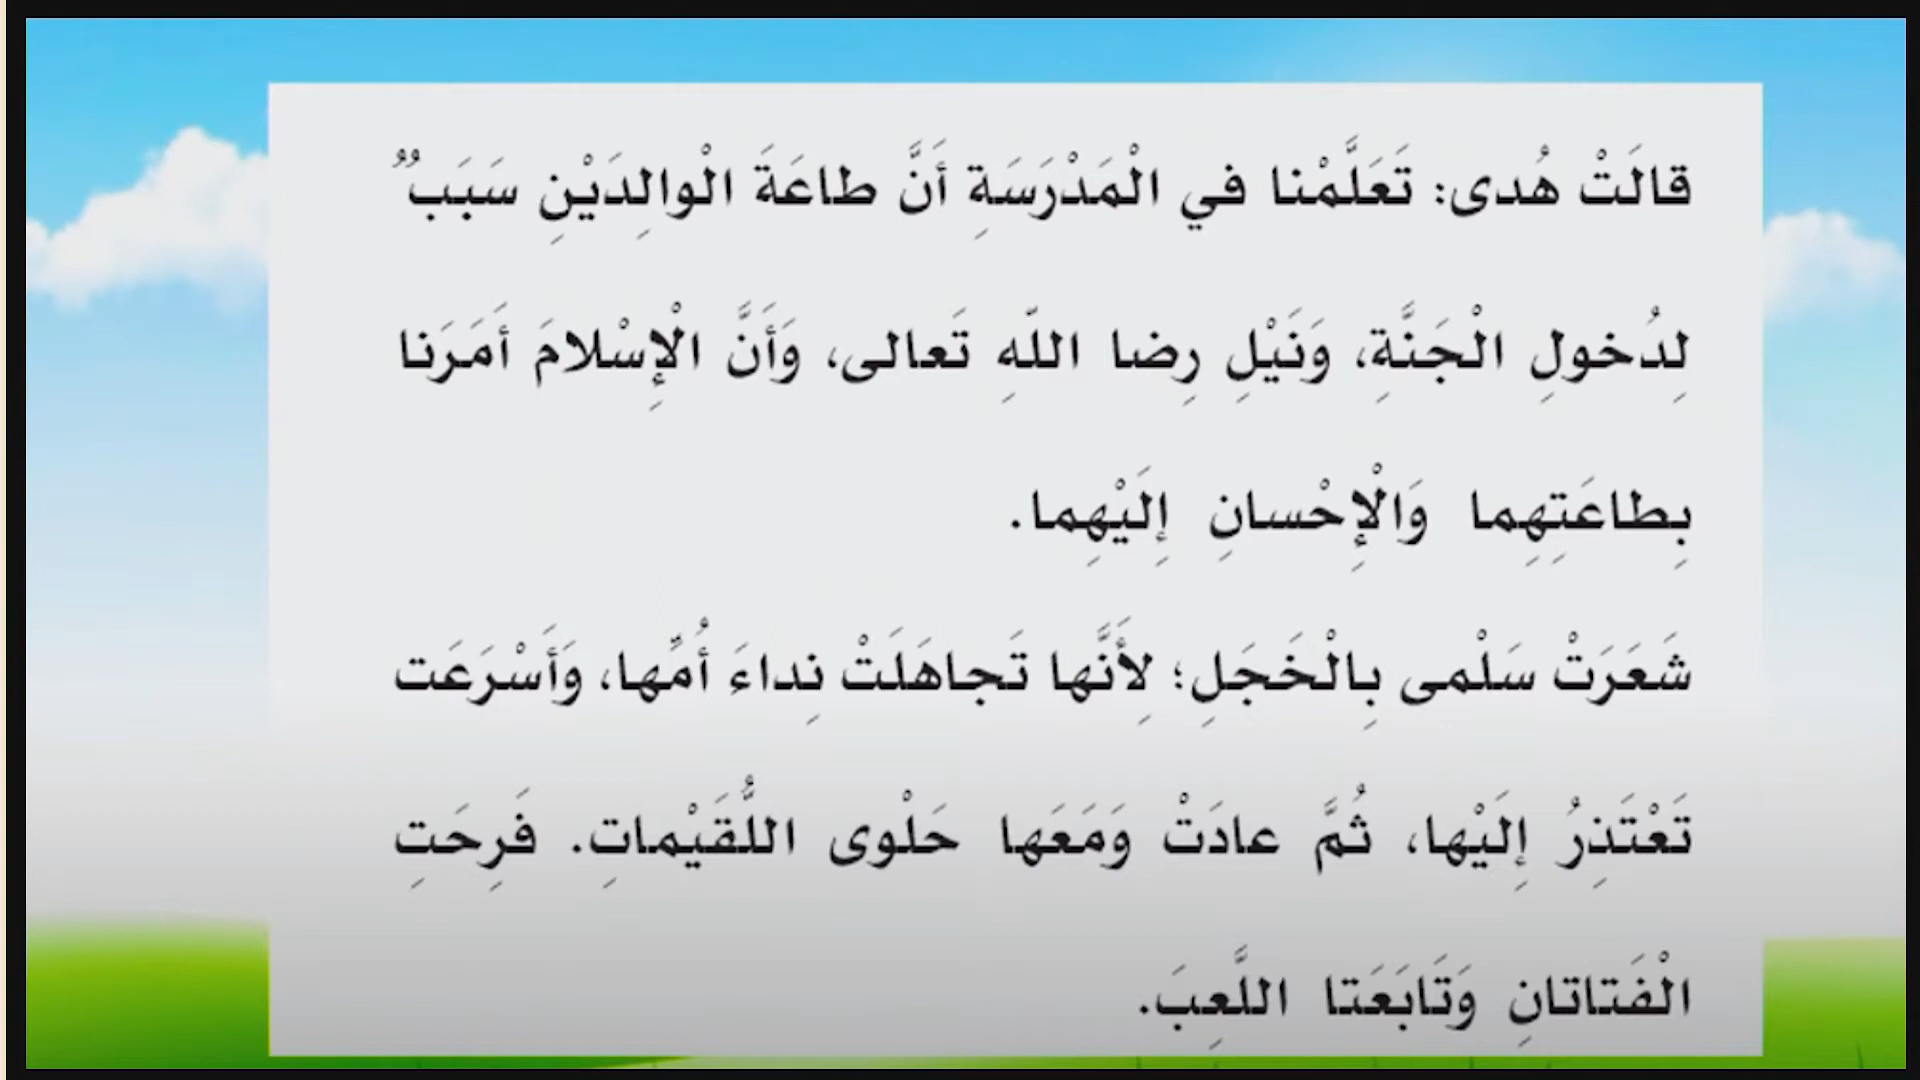 قالَتْ هُدى: تَعَلَّمْنا في الْمَدْرَسَةِ أَنَّ طاعَةَ الْوالِدَيْنِ سَبَبٌ
لِدُخولِ الْجَنَّةِ، وَنَيْلِ رِضا اللّهِ تَعالى، وَأَنَّ الْإِسْلامَ أَمَرَنا
بِطاعَتِهِما وَالْإِحْسانِ إِلَيْهِما.
شَعَرَتْ سَلْمى بِالْخَجَلِ؛ لِأَنَّها تَجاهَلَتْ نِداءَ أُمِّها، وَأَسْرَعَت
تَعْتَذِرُ إِلَيْها، ثُمَّ عادَتْ وَمَعَها حَلْوى اللُّقَيْماتِ. فَرِحَتِ
الْفَتاتانِ وَتَابَعَتا اللَّعِبَ.